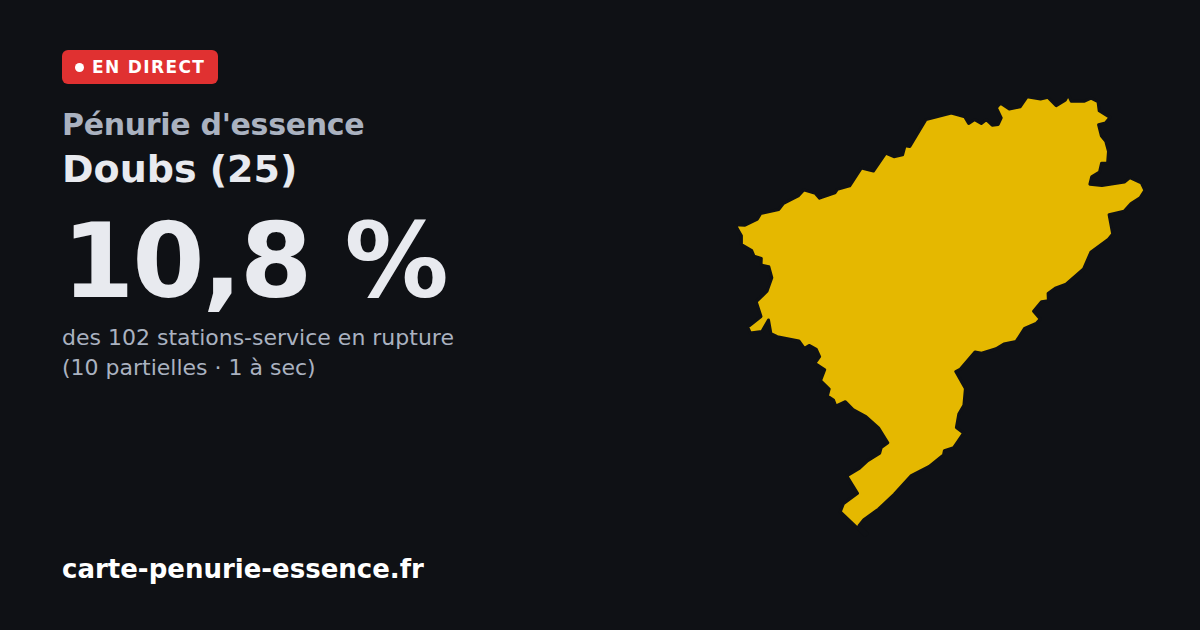 EN DIRECT
Pénurie d'essence
Doubs (25)
10,8 %
des 102 stations-service en rupture
(10 partielles · 1 à sec)
carte-penurie-essence.fr